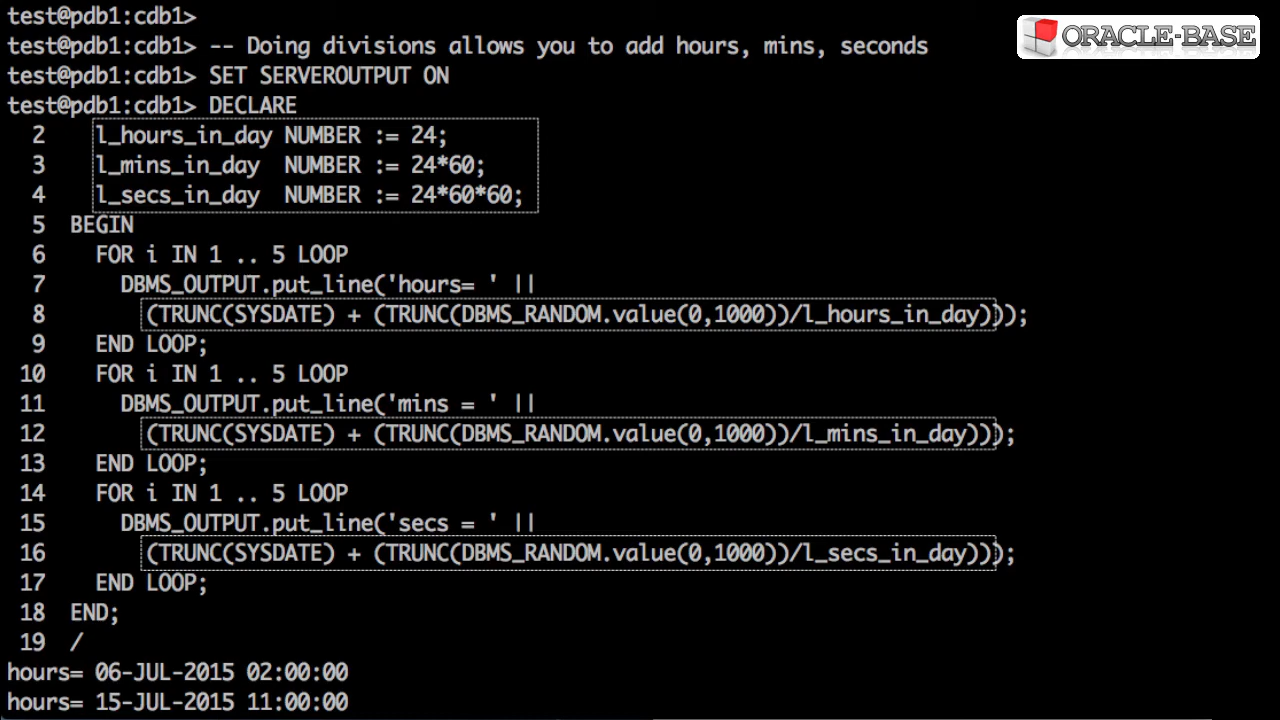 test@pdb1:cdb1>
test@pdb1:cdb1> -- Doing divisions allows you to add hours, mins, seconds
ORACLE-BASE
test@pdb1:cdb1> SET SERVEROUTPUT ON
test@pdb1:cdb1> DECLARE
  2    l_hours_in_day NUMBER := 24;
  3    l_mins_in_day  NUMBER := 24*60;
  4    l_secs_in_day  NUMBER := 24*60*60;
  5  BEGIN
  6    FOR i IN 1 .. 5 LOOP
  7      DBMS_OUTPUT.put_line('hours= ' ||
  8        (TRUNC(SYSDATE) + (TRUNC(DBMS_RANDOM.value(0,1000))/l_hours_in_day)));
  9    END LOOP;
 10    FOR i IN 1 .. 5 LOOP
 11      DBMS_OUTPUT.put_line('mins = ' ||
 12        (TRUNC(SYSDATE) + (TRUNC(DBMS_RANDOM.value(0,1000))/l_mins_in_day)));
 13    END LOOP;
 14    FOR i IN 1 .. 5 LOOP
 15      DBMS_OUTPUT.put_line('secs = ' ||
 16        (TRUNC(SYSDATE) + (TRUNC(DBMS_RANDOM.value(0,1000))/l_secs_in_day)));
 17    END LOOP;
 18  END;
 19  /
hours= 06-JUL-2015 02:00:00
hours= 15-JUL-2015 11:00:00